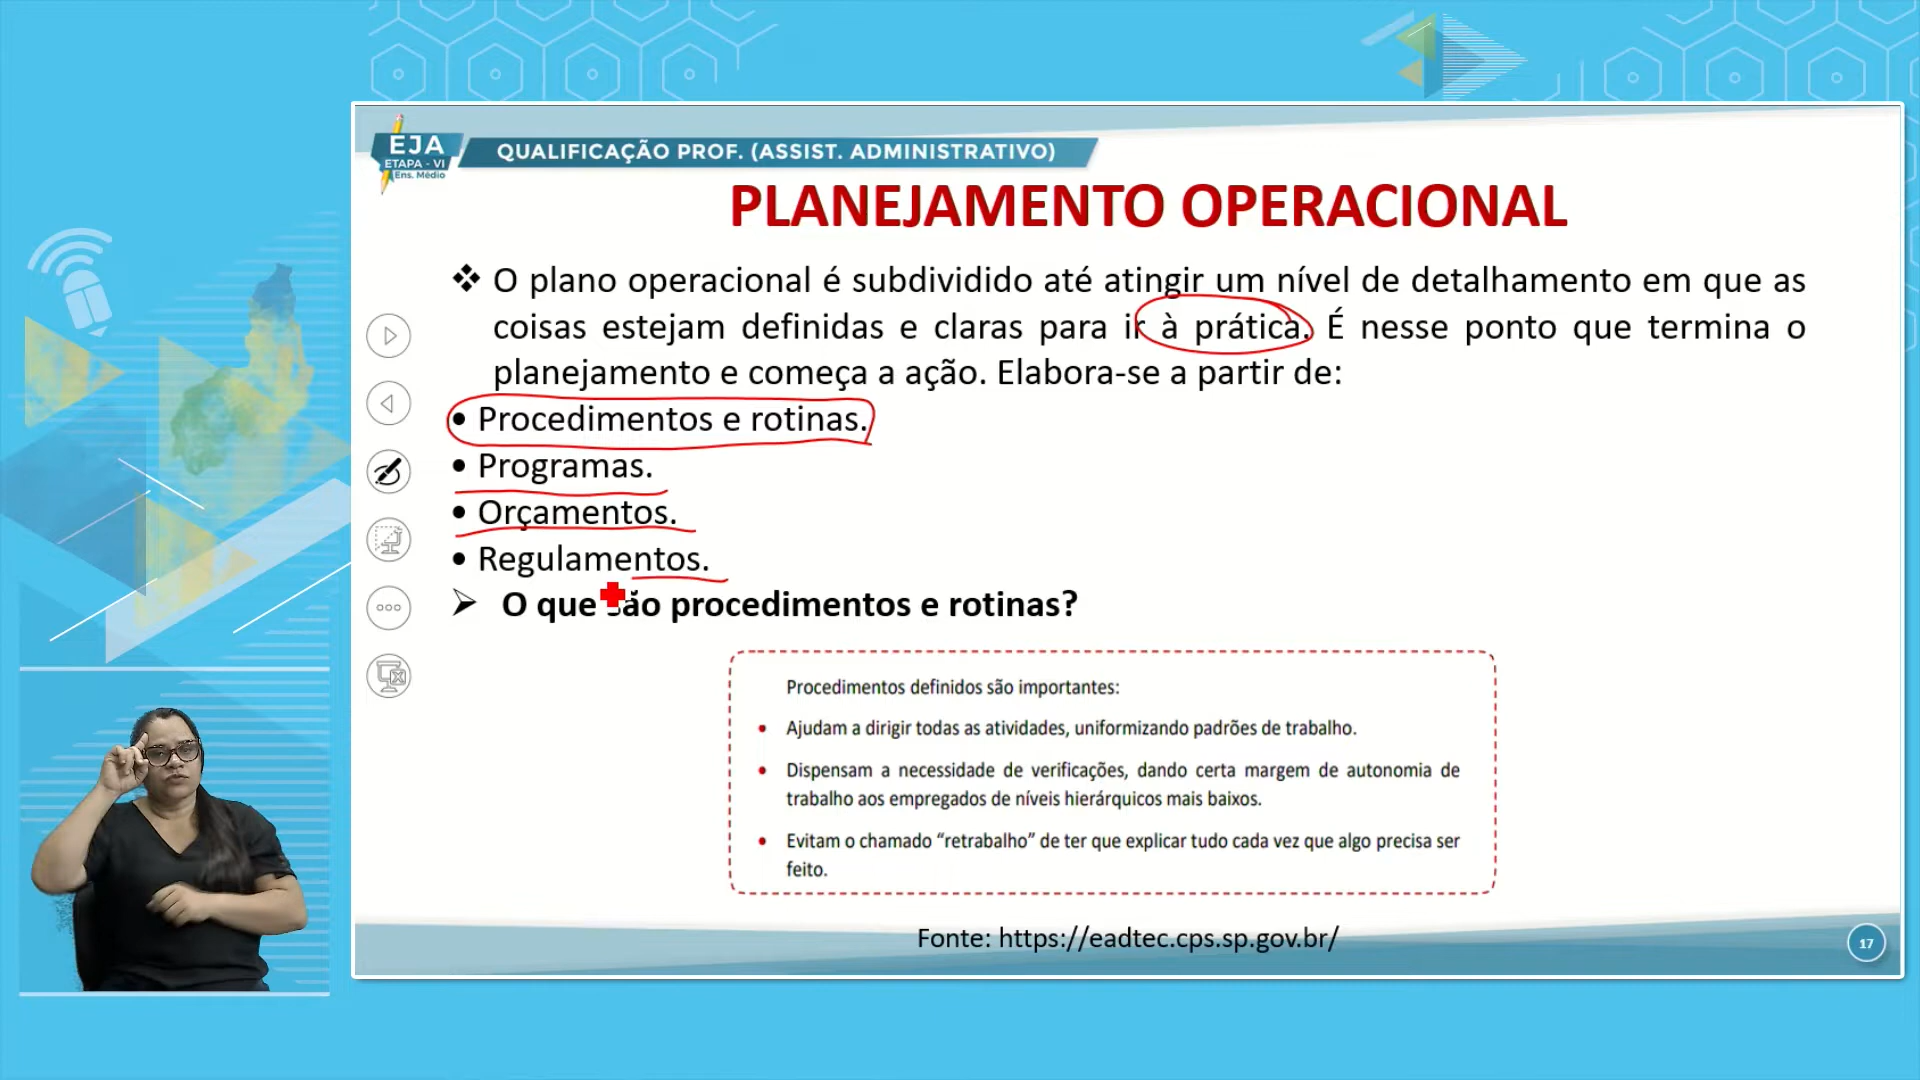 EJA
ETAPA - VI
Ens. Médio
QUALIFICAÇÃO PROF. (ASSIST. ADMINISTRATIVO)
PLANEJAMENTO OPERACIONAL
❖ O plano operacional é subdividido até atingir um nível de detalhamento em que as
coisas estejam definidas e claras para ir à prática. É nesse ponto que termina o
planejamento e começa a ação. Elabora-se a partir de:
• Procedimentos e rotinas.
• Programas.
• Orçamentos.
• Regulamentos.
➢ O que são procedimentos e rotinas?
Procedimentos definidos são importantes:
• Ajudam a dirigir todas as atividades, uniformizando padrões de trabalho.
• Dispensam a necessidade de verificações, dando certa margem de autonomia de
trabalho aos empregados de níveis hierárquicos mais baixos.
• Evitam o chamado “retrabalho” de ter que explicar tudo cada vez que algo precisa ser
feito.
Fonte: https://eadtec.cps.sp.gov.br/
17